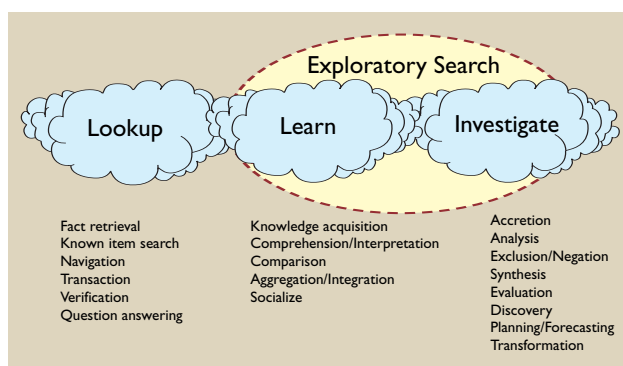 Exploratory Search
Lookup
Learn
Investigate
Fact retrieval
Known item search
Navigation
Transaction
Verification
Question answering
Knowledge acquisition
Comprehension/Interpretation
Comparison
Aggregation/Integration
Socialize
Accretion
Analysis
Exclusion/Negation
Synthesis
Evaluation
Discovery
Planning/Forecasting
Transformation